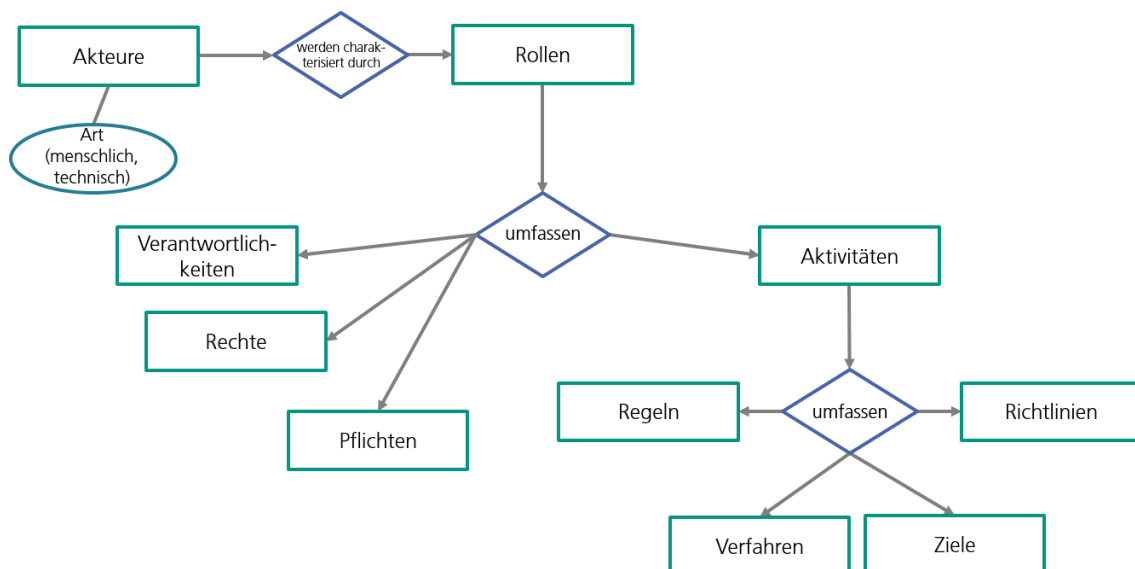 Akteure
werden charak-
terisiert durch
Rollen
Art
(menschlich,
technisch)
Verantwortlich-
keiten
umfassen
Aktivitäten
Rechte
Pflichten
Regeln
umfassen
Richtlinien
Verfahren
Ziele